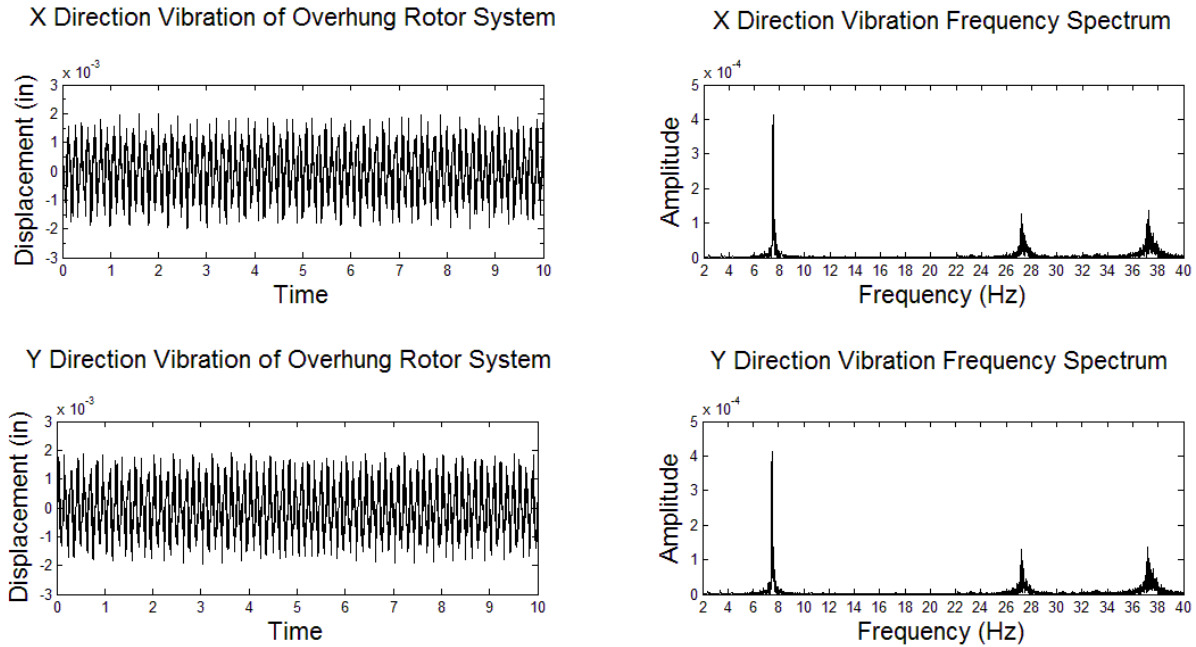 X Direction Vibration of Overhung Rotor System
x 10-3
3
2
1
0
-1
-2
-3
Displacement (in)
0 1 2 3 4 5 6 7 8 9 10
Time
X Direction Vibration Frequency Spectrum
x 10-4
5
4
3
2
1
0
Amplitude
2 4 6 8 10 12 14 16 18 20 22 24 26 28 30 32 34 36 38 40
Frequency (Hz)
Y Direction Vibration of Overhung Rotor System
x 10-3
3
2
1
0
-1
-2
-3
Displacement (in)
0 1 2 3 4 5 6 7 8 9 10
Time
Y Direction Vibration Frequency Spectrum
x 10-4
5
4
3
2
1
0
Amplitude
2 4 6 8 10 12 14 16 18 20 22 24 26 28 30 32 34 36 38 40
Frequency (Hz)